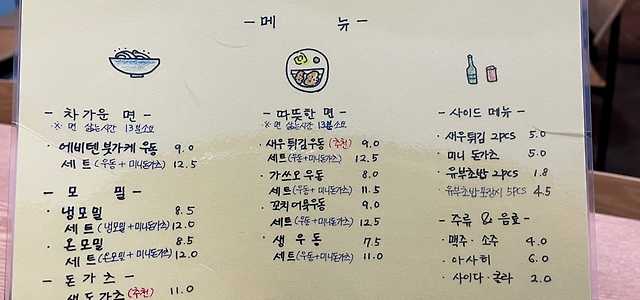 - 메 뉴 -
- 차가운 면 -
※ 면 삶는시간 13분소요
· 에비텐 붓가케 우동 9.0
세트 (우동 + 미니돈가츠) 12.5
- 모 밀 -
· 냉모밀 8.5
세트 (냉모밀 + 미니돈가츠) 12.0
· 온모밀 8.5
세트 (온모밀 + 미니돈가츠) 12.0
- 돈가츠 -
생돈가츠 (추천) 11.0
- 따뜻한 면 -
※ 면 삶는시간 13분소요
· 새우튀김우동 (추천) 9.0
세트 (우동 + 미니돈가츠) 12.5
· 가쓰오 우동 8.0
세트 (우동 + 미니돈가츠) 11.5
· 꼬치어묵우동 9.0
세트 (우동 + 미니돈가츠) 12.5
· 생우동 7.5
세트 (우동 + 미니돈가츠) 11.0
- 사이드 메뉴 -
· 새우튀김 2PCS 5.0
· 미니 돈가츠 5.0
· 유부초밥 2PCS 1.8
· 유부초밥포장시 5PCS 4.5
- 주류 & 음료 -
· 맥주 · 소주 4.0
· 아사히 6.0
· 사이다 · 콜라 2.0